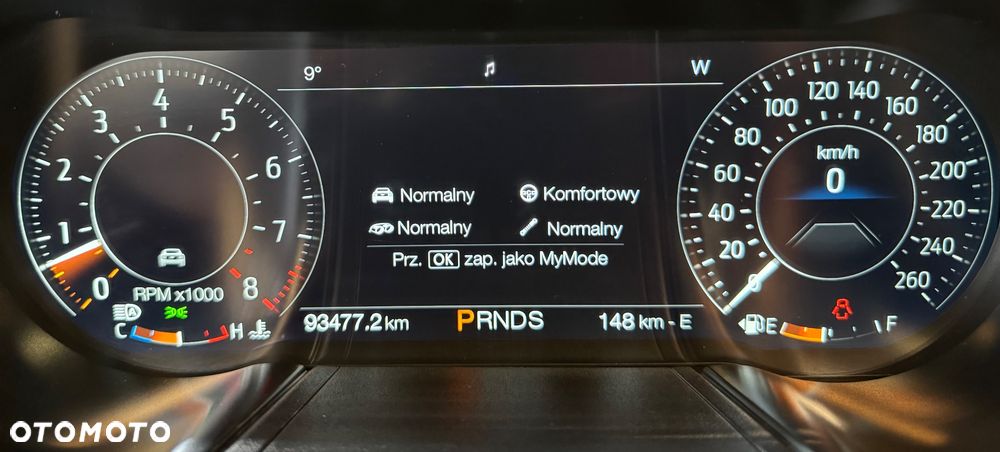 9° W
0 1 2 3 4 5 6 7 8
RPM x1000
C H
Normalny Komfortowy
Normalny Normalny
Prz. OK zap. jako MyMode
93477.2 km PRNDS 148 km - E
0 20 40 60 80 100 120 140 160 180 200 220 240 260
km/h
0
E F
A
OTOMOTO